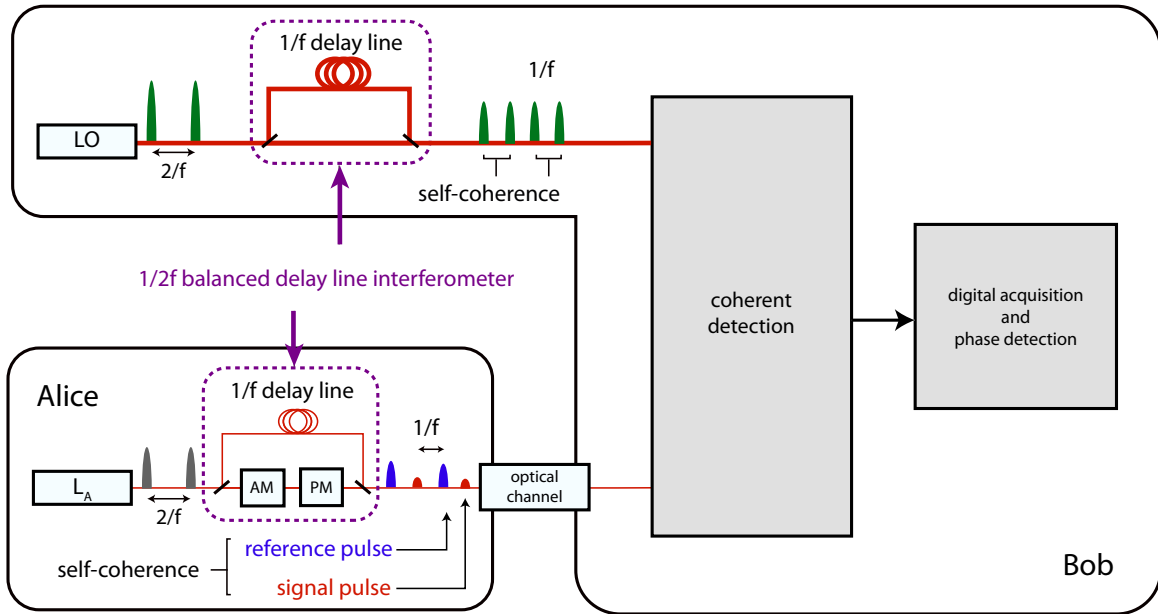 1/f delay line
1/f
LO
2/f
self-coherence
1/2f balanced delay line interferometer
coherent
detection
digital acquisition
and
phase detection
Alice
1/f delay line
1/f
L_A
AM
PM
optical
channel
2/f
reference pulse
self-coherence
signal pulse
Bob